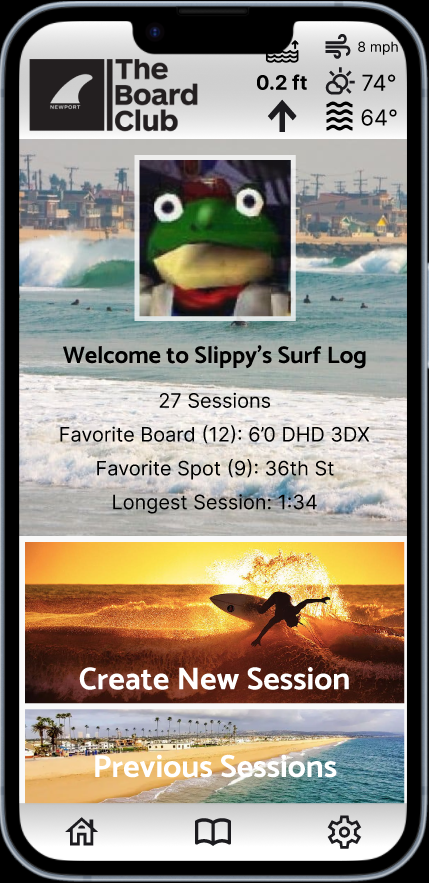 8 mph
The
Board
Club
NEWPORT
0.2 ft
74°
64°
Welcome to Slippy's Surf Log
27 Sessions
Favorite Board (12): 6'0 DHD 3DX
Favorite Spot (9): 36th St
Longest Session: 1:34
Create New Session
Previous Sessions